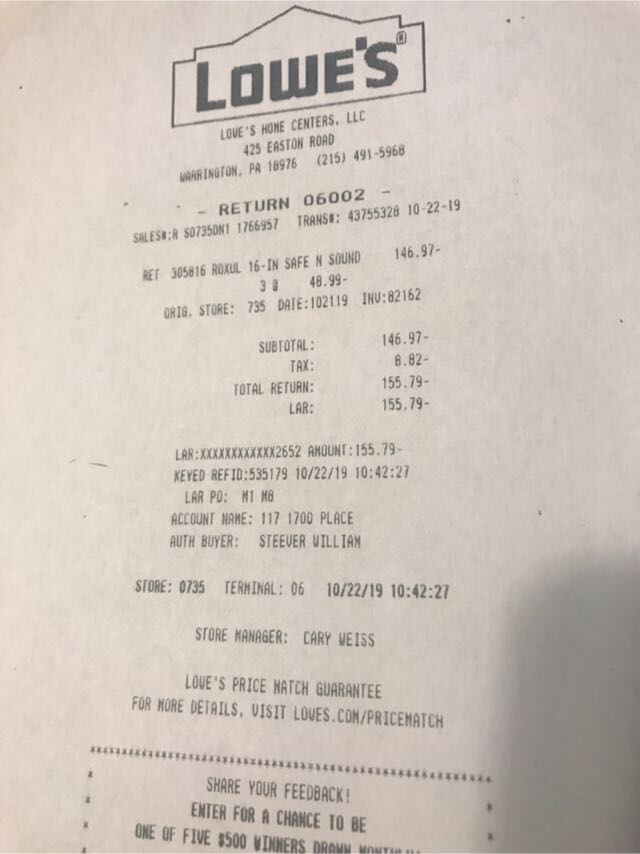 LOWE'S®
LOWE'S HOME CENTERS, LLC
425 EASTON ROAD
WARRINGTON, PA 18976 (215) 491-5968
- RETURN 06002 -
SALES#:R S0735DN1 1766957 TRANS#: 43755328 10-22-19
RET 305816 ROXUL 16-IN SAFE N SOUND 146.97-
3 @ 48.99-
ORIG. STORE: 735 DATE:102119 INV:82162
SUBTOTAL: 146.97-
TAX: 8.82-
TOTAL RETURN: 155.79-
LAR: 155.79-
LAR:XXXXXXXXXXXX2652 AMOUNT:155.79-
KEYED REFID:535179 10/22/19 10:42:27
LAR PO: M1 M8
ACCOUNT NAME: 117 1700 PLACE
AUTH BUYER: STEEVER WILLIAM
STORE: 0735 TERMINAL: 06 10/22/19 10:42:27
STORE MANAGER: CARY WEISS
LOWE'S PRICE MATCH GUARANTEE
FOR MORE DETAILS, VISIT LOWES.COM/PRICEMATCH
****************************************************
* SHARE YOUR FEEDBACK! *
* ENTER FOR A CHANCE TO BE *
* ONE OF FIVE $500 WINNERS DRAWN MONTHLY! *